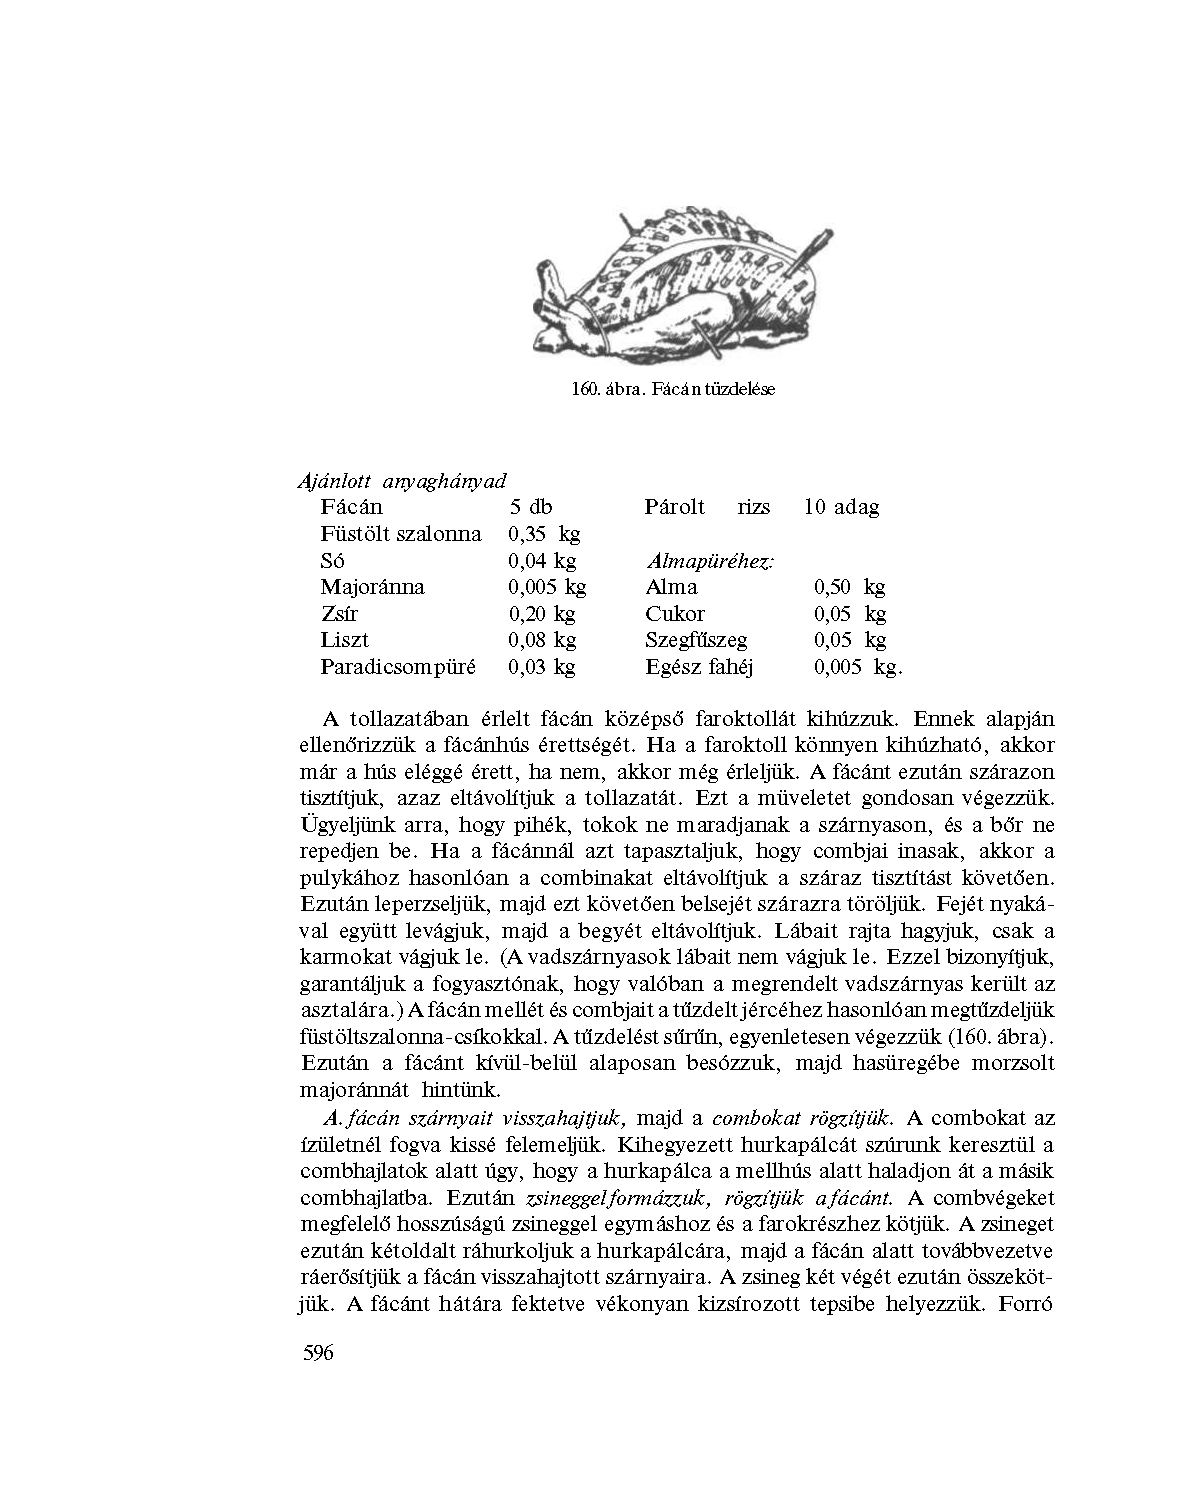 160. ábra. Fácán tüzdelése
Ajánlott anyaghányad
Fácán 5 db Párolt rizs 10 adag
Füstölt szalonna 0,35 kg
Só 0,04 kg Almapüréhez:
Majoránna 0,005 kg Alma 0,50 kg
Zsír 0,20 kg Cukor 0,05 kg
Liszt 0,08 kg Szegfűszeg 0,05 kg
Paradicsompüré 0,03 kg Egész fahéj 0,005 kg.
A tollazatában érlelt fácán középső faroktollát kihúzzuk. Ennek alapján
ellenőrizzük a fácánhús érettségét. Ha a faroktoll könnyen kihúzható, akkor
már a hús eléggé érett, ha nem, akkor még érleljük. A fácánt ezután szárazon
tisztítjuk, azaz eltávolítjuk a tollazatát. Ezt a müveletet gondosan végezzük.
Ügyeljünk arra, hogy pihék, tokok ne maradjanak a szárnyason, és a bőr ne
repedjen be. Ha a fácánnál azt tapasztaljuk, hogy combjai inasak, akkor a
pulykához hasonlóan a combinakat eltávolítjuk a száraz tisztítást követően.
Ezután leperzseljük, majd ezt követően belsejét szárazra töröljük. Fejét nyaká-
val együtt levágjuk, majd a begyét eltávolítjuk. Lábait rajta hagyjuk, csak a
karmokat vágjuk le. (A vadszárnyasok lábait nem vágjuk le. Ezzel bizonyítjuk,
garantáljuk a fogyasztónak, hogy valóban a megrendelt vadszárnyas került az
asztalára.) A fácán mellét és combjait a tűzdelt jércéhez hasonlóan megtűzdeljük
füstöltszalonna-csíkokkal. A tűzdelést sűrűn, egyenletesen végezzük (160. ábra).
Ezután a fácánt kívül-belül alaposan besózzuk, majd hasüregébe morzsolt
majoránnát hintünk.
A. fácán szárnyait visszahajtjuk, majd a combokat rögzítjük. A combokat az
ízületnél fogva kissé felemeljük. Kihegyezett hurkapálcát szúrunk keresztül a
combhajlatok alatt úgy, hogy a hurkapálca a mellhús alatt haladjon át a másik
combhajlatba. Ezután zsineggel formázzuk, rögzítjük a fácánt. A combvégeket
megfelelő hosszúságú zsineggel egymáshoz és a farokrészhez kötjük. A zsineget
ezután kétoldalt ráhurkoljuk a hurkapálcára, majd a fácán alatt továbbvezetve
ráerősítjük a fácán visszahajtott szárnyaira. A zsineg két végét ezután összeköt-
jük. A fácánt hátára fektetve vékonyan kizsírozott tepsibe helyezzük. Forró
596